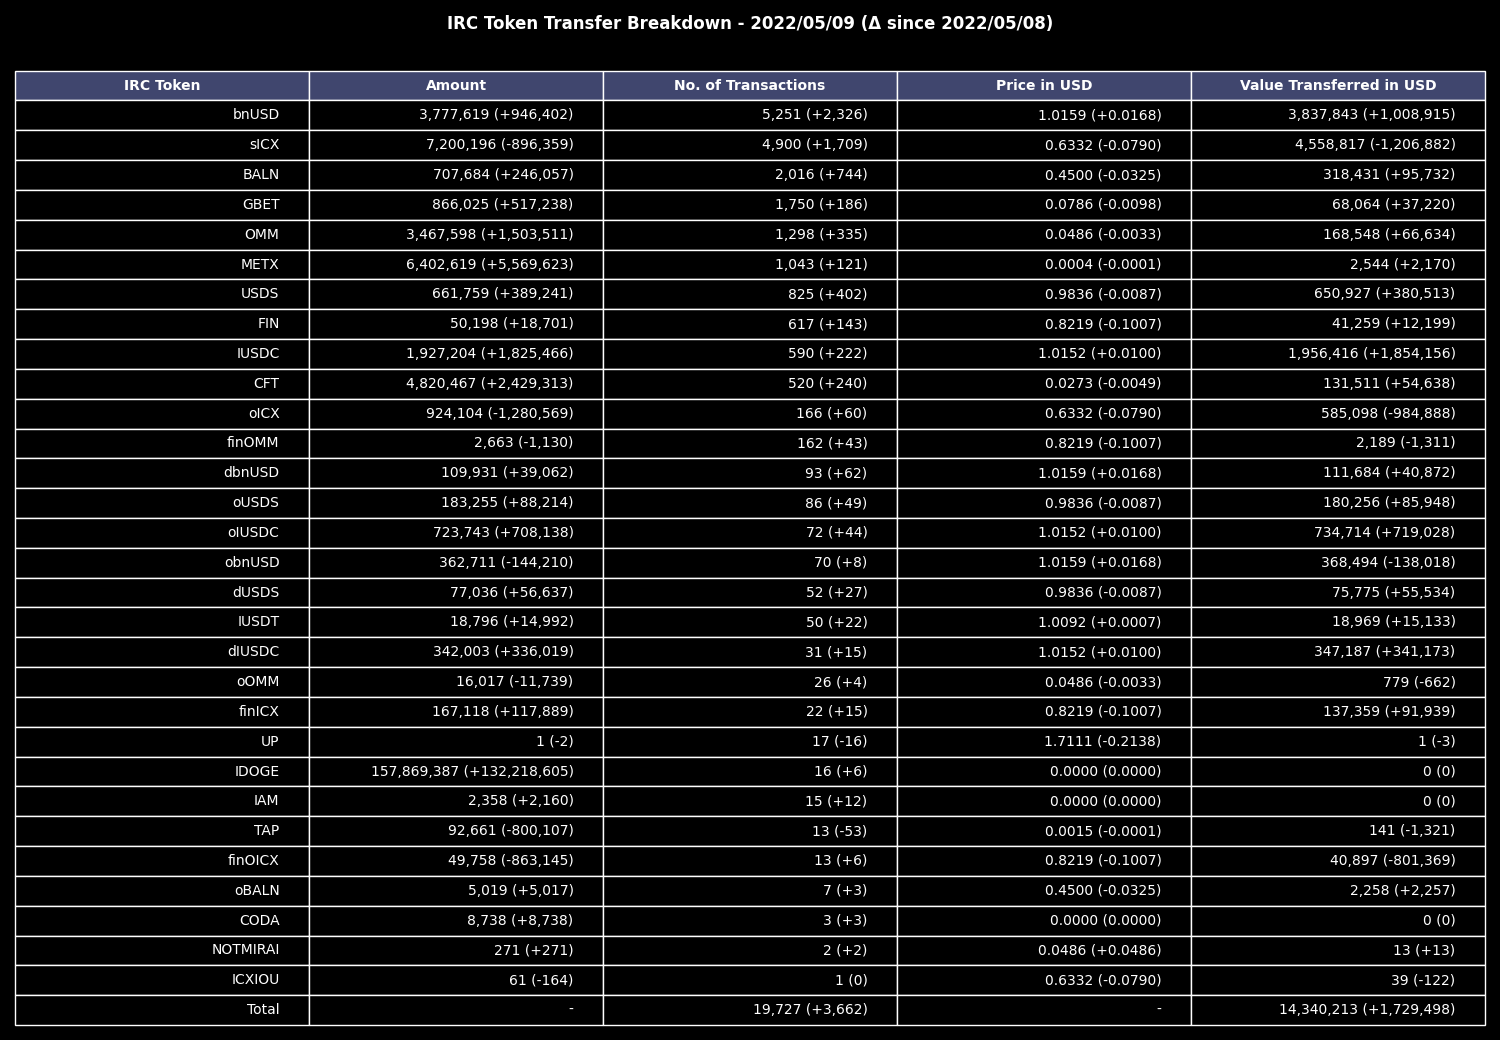 IRC Token Transfer Breakdown - 2022/05/09 (Δ since 2022/05/08)
IRC Token Amount No. of Transactions Price in USD Value Transferred in USD
bnUSD 3,777,619 (+946,402) 5,251 (+2,326) 1.0159 (+0.0168) 3,837,843 (+1,008,915)
sICX 7,200,196 (-896,359) 4,900 (+1,709) 0.6332 (-0.0790) 4,558,817 (-1,206,882)
BALN 707,684 (+246,057) 2,016 (+744) 0.4500 (-0.0325) 318,431 (+95,732)
GBET 866,025 (+517,238) 1,750 (+186) 0.0786 (-0.0098) 68,064 (+37,220)
OMM 3,467,598 (+1,503,511) 1,298 (+335) 0.0486 (-0.0033) 168,548 (+66,634)
METX 6,402,619 (+5,569,623) 1,043 (+121) 0.0004 (-0.0001) 2,544 (+2,170)
USDS 661,759 (+389,241) 825 (+402) 0.9836 (-0.0087) 650,927 (+380,513)
FIN 50,198 (+18,701) 617 (+143) 0.8219 (-0.1007) 41,259 (+12,199)
IUSDC 1,927,204 (+1,825,466) 590 (+222) 1.0152 (+0.0100) 1,956,416 (+1,854,156)
CFT 4,820,467 (+2,429,313) 520 (+240) 0.0273 (-0.0049) 131,511 (+54,638)
oICX 924,104 (-1,280,569) 166 (+60) 0.6332 (-0.0790) 585,098 (-984,888)
finOMM 2,663 (-1,130) 162 (+43) 0.8219 (-0.1007) 2,189 (-1,311)
dbnUSD 109,931 (+39,062) 93 (+62) 1.0159 (+0.0168) 111,684 (+40,872)
oUSDS 183,255 (+88,214) 86 (+49) 0.9836 (-0.0087) 180,256 (+85,948)
oIUSDC 723,743 (+708,138) 72 (+44) 1.0152 (+0.0100) 734,714 (+719,028)
obnUSD 362,711 (-144,210) 70 (+8) 1.0159 (+0.0168) 368,494 (-138,018)
dUSDS 77,036 (+56,637) 52 (+27) 0.9836 (-0.0087) 75,775 (+55,534)
IUSDT 18,796 (+14,992) 50 (+22) 1.0092 (+0.0007) 18,969 (+15,133)
dIUSDC 342,003 (+336,019) 31 (+15) 1.0152 (+0.0100) 347,187 (+341,173)
oOMM 16,017 (-11,739) 26 (+4) 0.0486 (-0.0033) 779 (-662)
finICX 167,118 (+117,889) 22 (+15) 0.8219 (-0.1007) 137,359 (+91,939)
UP 1 (-2) 17 (-16) 1.7111 (-0.2138) 1 (-3)
IDOGE 157,869,387 (+132,218,605) 16 (+6) 0.0000 (0.0000) 0 (0)
IAM 2,358 (+2,160) 15 (+12) 0.0000 (0.0000) 0 (0)
TAP 92,661 (-800,107) 13 (-53) 0.0015 (-0.0001) 141 (-1,321)
finOICX 49,758 (-863,145) 13 (+6) 0.8219 (-0.1007) 40,897 (-801,369)
oBALN 5,019 (+5,017) 7 (+3) 0.4500 (-0.0325) 2,258 (+2,257)
CODA 8,738 (+8,738) 3 (+3) 0.0000 (0.0000) 0 (0)
NOTMIRAI 271 (+271) 2 (+2) 0.0486 (+0.0486) 13 (+13)
ICXIOU 61 (-164) 1 (0) 0.6332 (-0.0790) 39 (-122)
Total - 19,727 (+3,662) - 14,340,213 (+1,729,498)